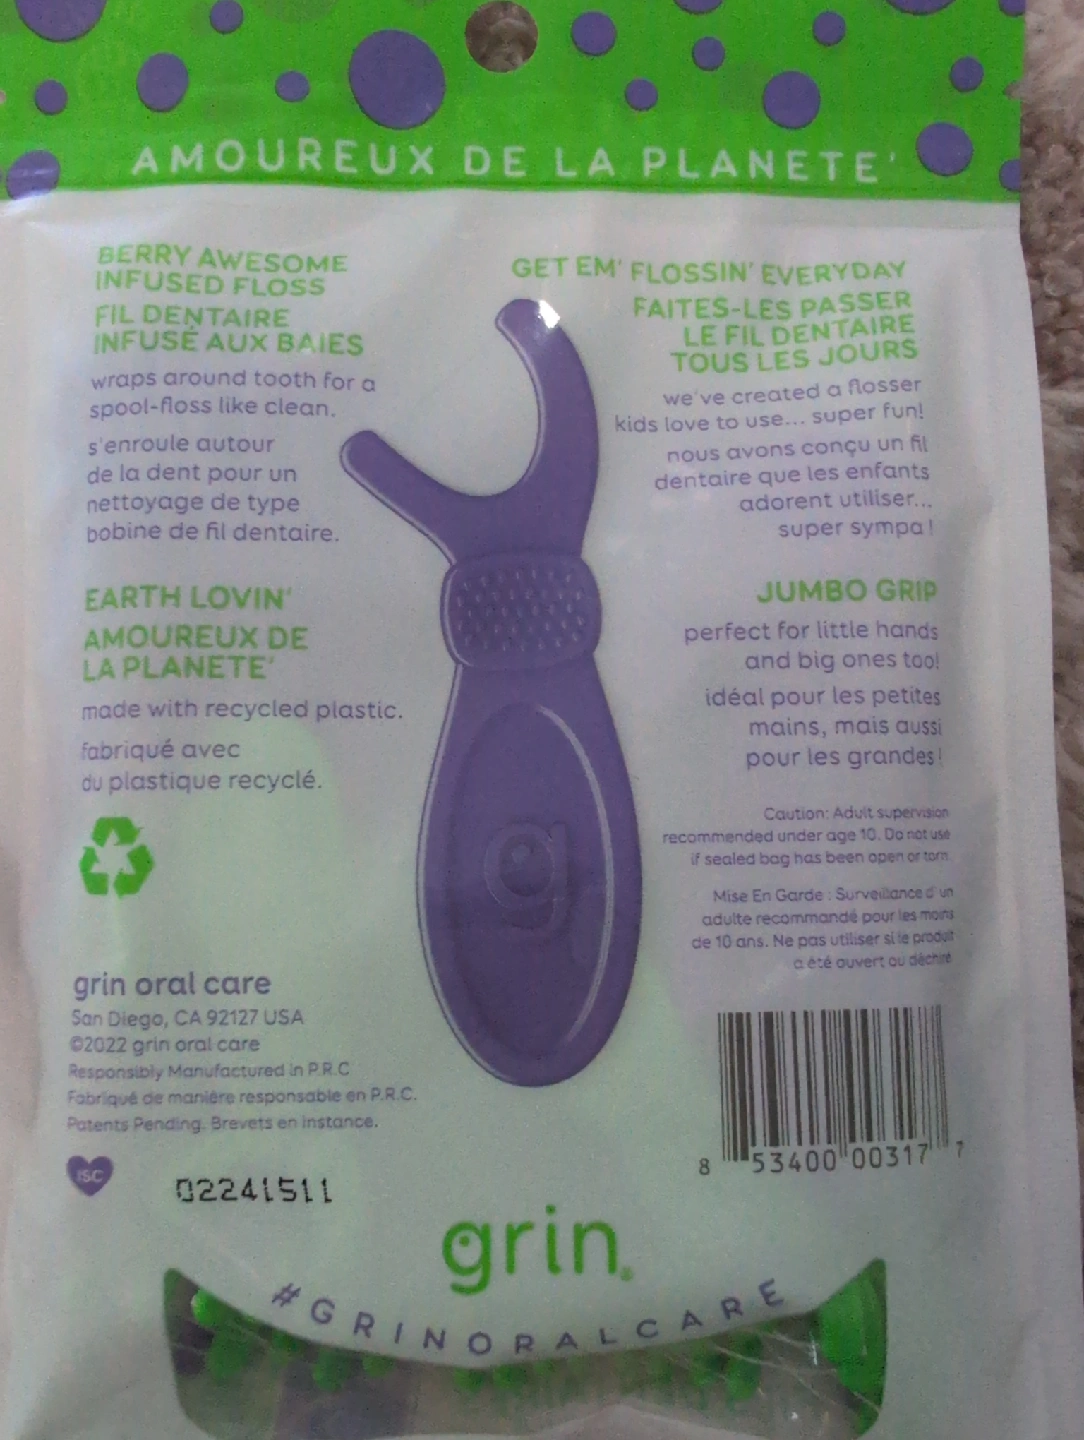 AMOUREUX DE LA PLANETE'
BERRY AWESOME
INFUSED FLOSS
FIL DENTAIRE
INFUSÉ AUX BAIES
wraps around tooth for a
spool-floss like clean.
s'enroule autour
de la dent pour un
nettoyage de type
bobine de fil dentaire.
EARTH LOVIN'
AMOUREUX DE
LA PLANETE'
made with recycled plastic.
fabriqué avec
du plastique recyclé.
GET EM' FLOSSIN' EVERYDAY
FAITES-LES PASSER
LE FIL DENTAIRE
TOUS LES JOURS
we've created a flosser
kids love to use... super fun!
nous avons conçu un fil
dentaire que les enfants
adorent utiliser...
super sympa !
JUMBO GRIP
perfect for little hands
and big ones too!
idéal pour les petites
mains, mais aussi
pour les grandes!
Caution: Adult supervision
recommended under age 10. Do not use
if sealed bag has been open or torn.
Mise En Garde : Surveillance d'un
adulte recommandé pour les moins
de 10 ans. Ne pas utiliser si le produit
a été ouvert ou déchiré
g
grin oral care
San Diego, CA 92127 USA
©2022 grin oral care
Responsibly Manufactured in P.R.C
Fabriqué de manière responsable en P.R.C.
Patents Pending. Brevets en instance.
ISC
02241511
8 53400 00317 7
grin®
#GRINORALCARE